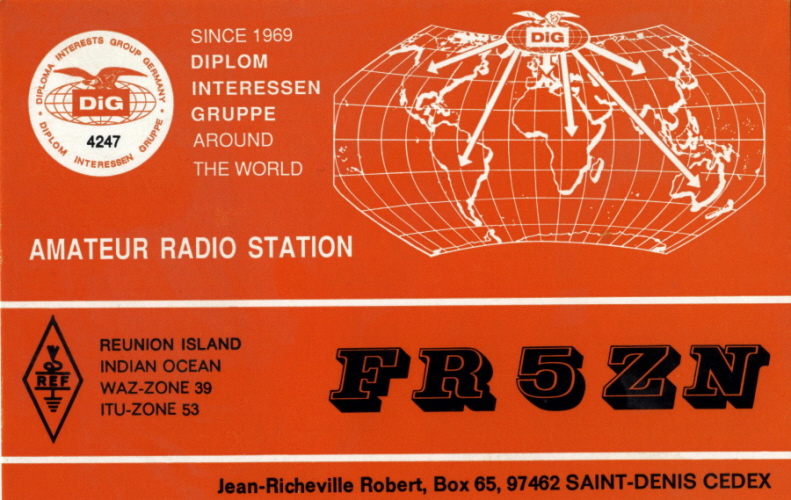 DIPLOMA INTERESTS GROUP GERMANY
DiG
4247
DIPLOM INTERESSEN GRUPPE
SINCE 1969
DIPLOM
INTERESSEN
GRUPPE
AROUND
THE WORLD
DiG
AMATEUR RADIO STATION
REF
REUNION ISLAND
INDIAN OCEAN
WAZ-ZONE 39
ITU-ZONE 53
FR5ZN
Jean-Richeville Robert, Box 65, 97462 SAINT-DENIS CEDEX